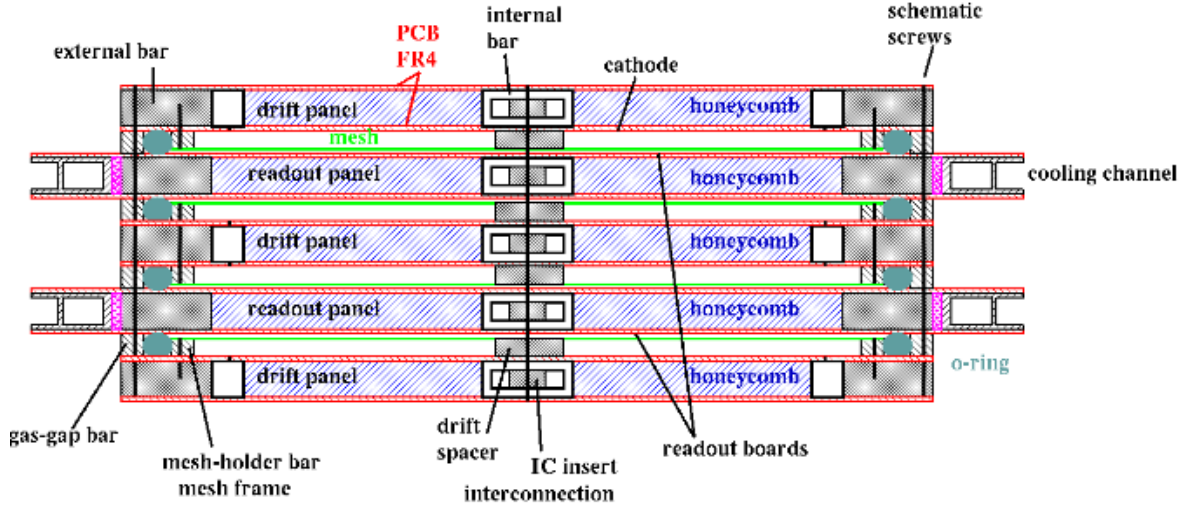 internal
bar
schematic
screws
PCB
FR4
external bar
cathode
drift panel
honeycomb
mesh
readout panel
honeycomb
cooling channel
drift panel
honeycomb
readout panel
honeycomb
o-ring
drift panel
honeycomb
gas-gap bar
drift
spacer
readout boards
mesh-holder bar
mesh frame
IC insert
interconnection